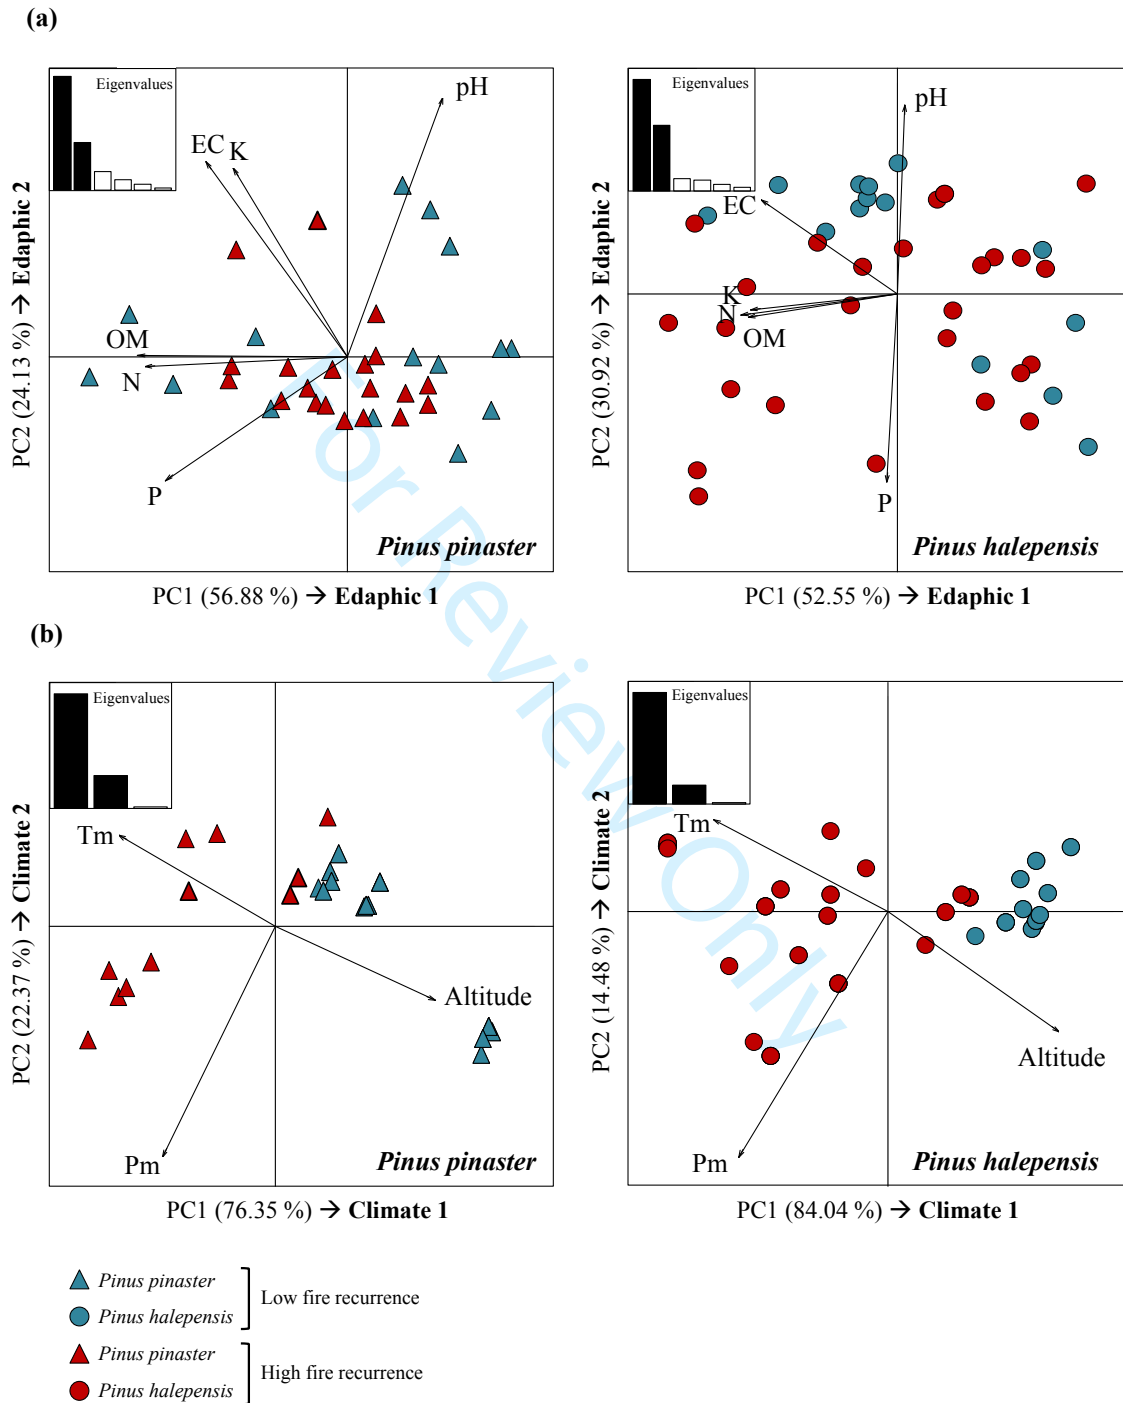 (a)
Eigenvalues
pH
EC K
OM
N
P
Pinus pinaster
PC2 (24.13 %) → Edaphic 2
PC1 (56.88 %) → Edaphic 1
Eigenvalues
pH
EC
K
N
OM
P
Pinus halepensis
PC2 (30.92 %) → Edaphic 2
PC1 (52.55 %) → Edaphic 1
(b)
Eigenvalues
Tm
Altitude
Pm
Pinus pinaster
PC2 (22.37 %) → Climate 2
PC1 (76.35 %) → Climate 1
Eigenvalues
Tm
Altitude
Pm
Pinus halepensis
PC2 (14.48 %) → Climate 2
PC1 (84.04 %) → Climate 1
For Review Only
Pinus pinaster
Pinus halepensis
Low fire recurrence
Pinus pinaster
Pinus halepensis
High fire recurrence